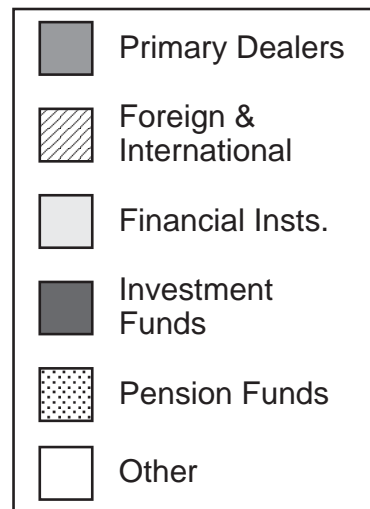 Primary Dealers
Foreign &
International
Financial Insts.
Investment
Funds
Pension Funds
Other